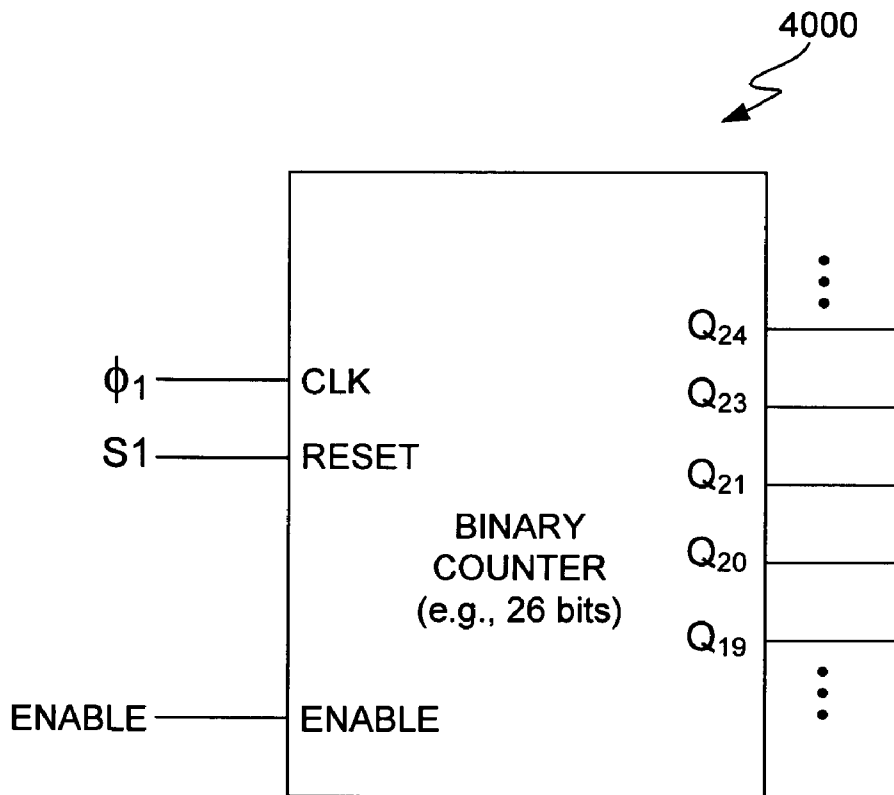 4000
Q24
ϕ1 CLK
Q23
S1 RESET
Q21
BINARY
COUNTER
(e.g., 26 bits)
Q20
Q19
ENABLE ENABLE